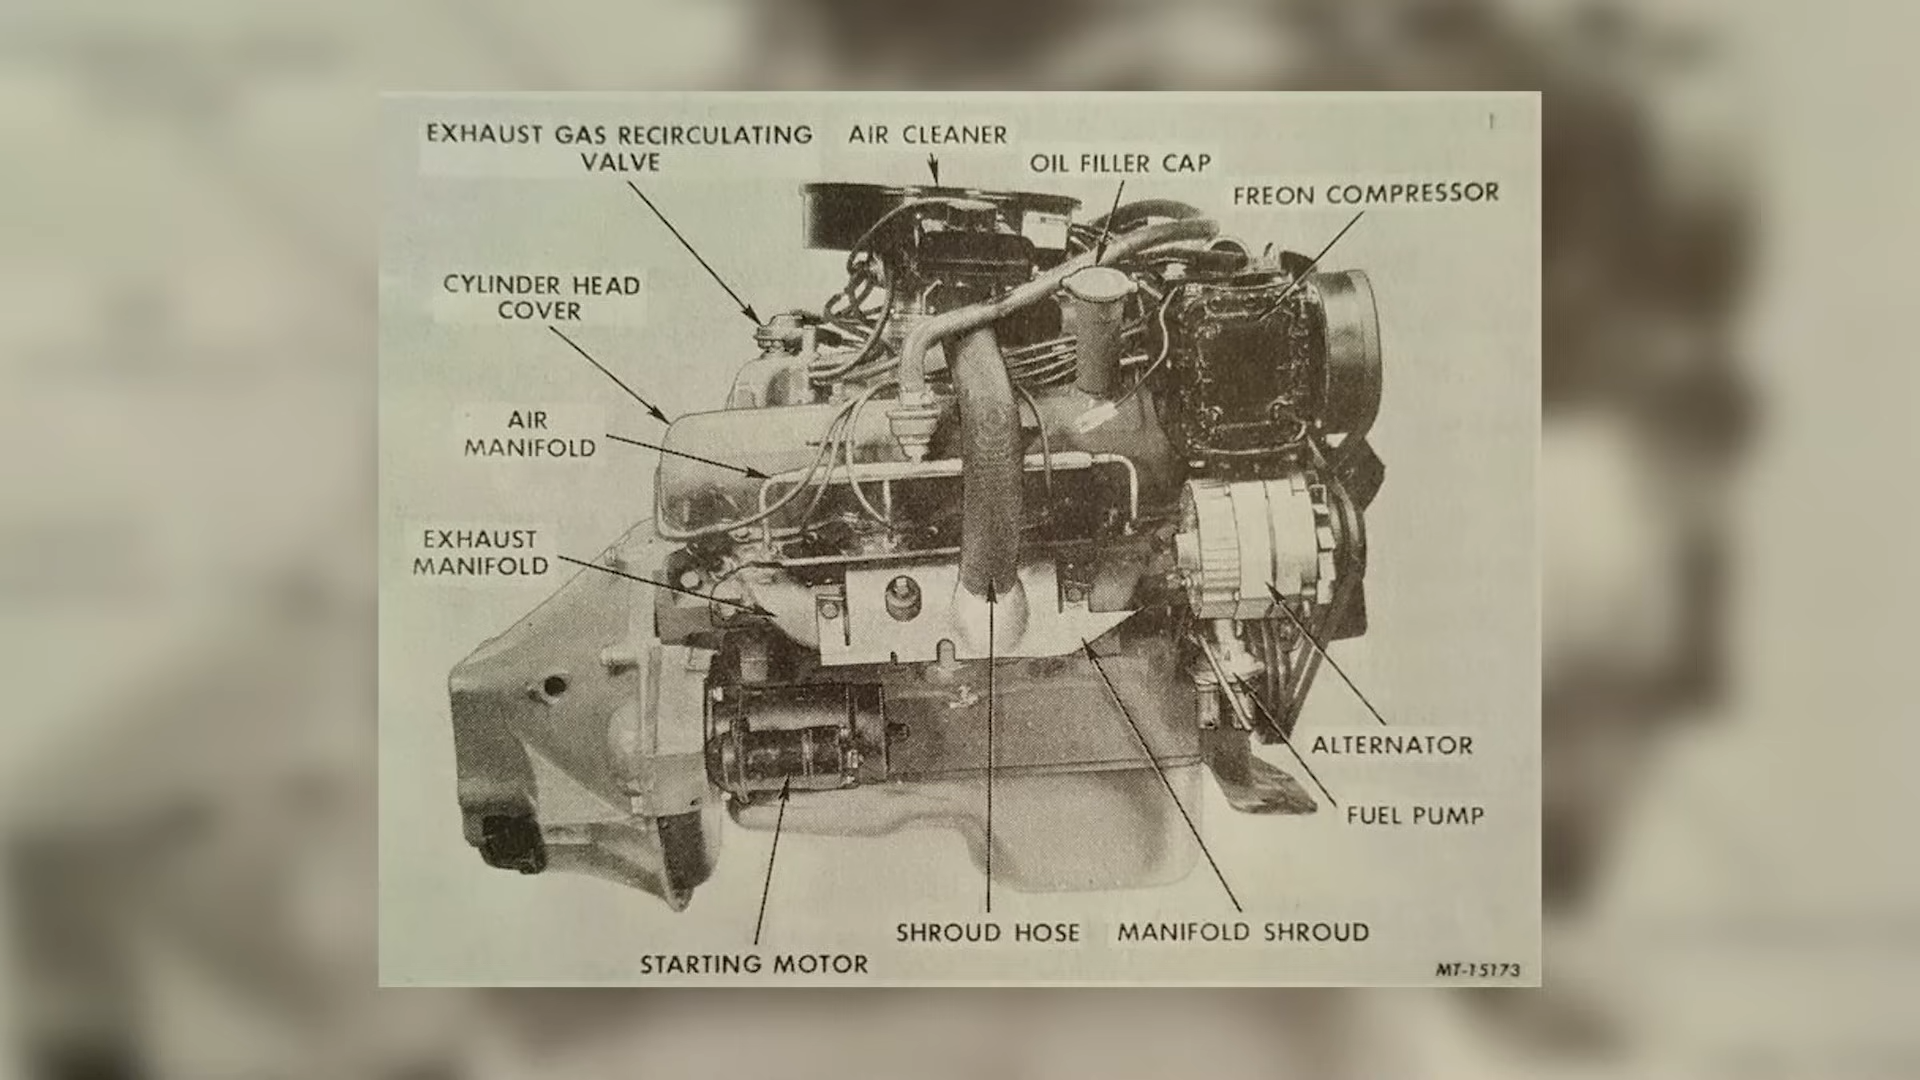 EXHAUST GAS RECIRCULATING
VALVE
AIR CLEANER
OIL FILLER CAP
FREON COMPRESSOR
CYLINDER HEAD
COVER
AIR
MANIFOLD
EXHAUST
MANIFOLD
ALTERNATOR
FUEL PUMP
SHROUD HOSE
MANIFOLD SHROUD
STARTING MOTOR
MT-15173